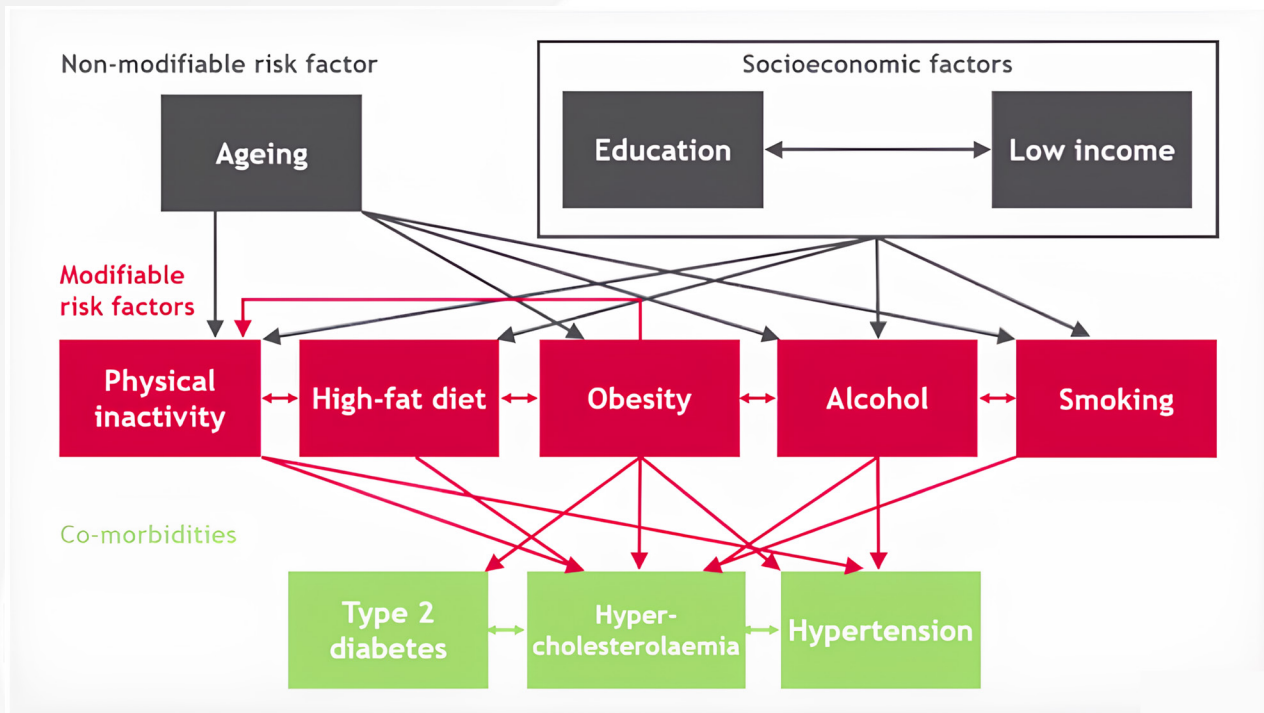 Non-modifiable risk factor
Socioeconomic factors
Ageing
Education
Low income
Modifiable
risk factors
Physical
inactivity
High-fat diet
Obesity
Alcohol
Smoking
Co-morbidities
Type 2
diabetes
Hyper-
cholesterolaemia
Hypertension